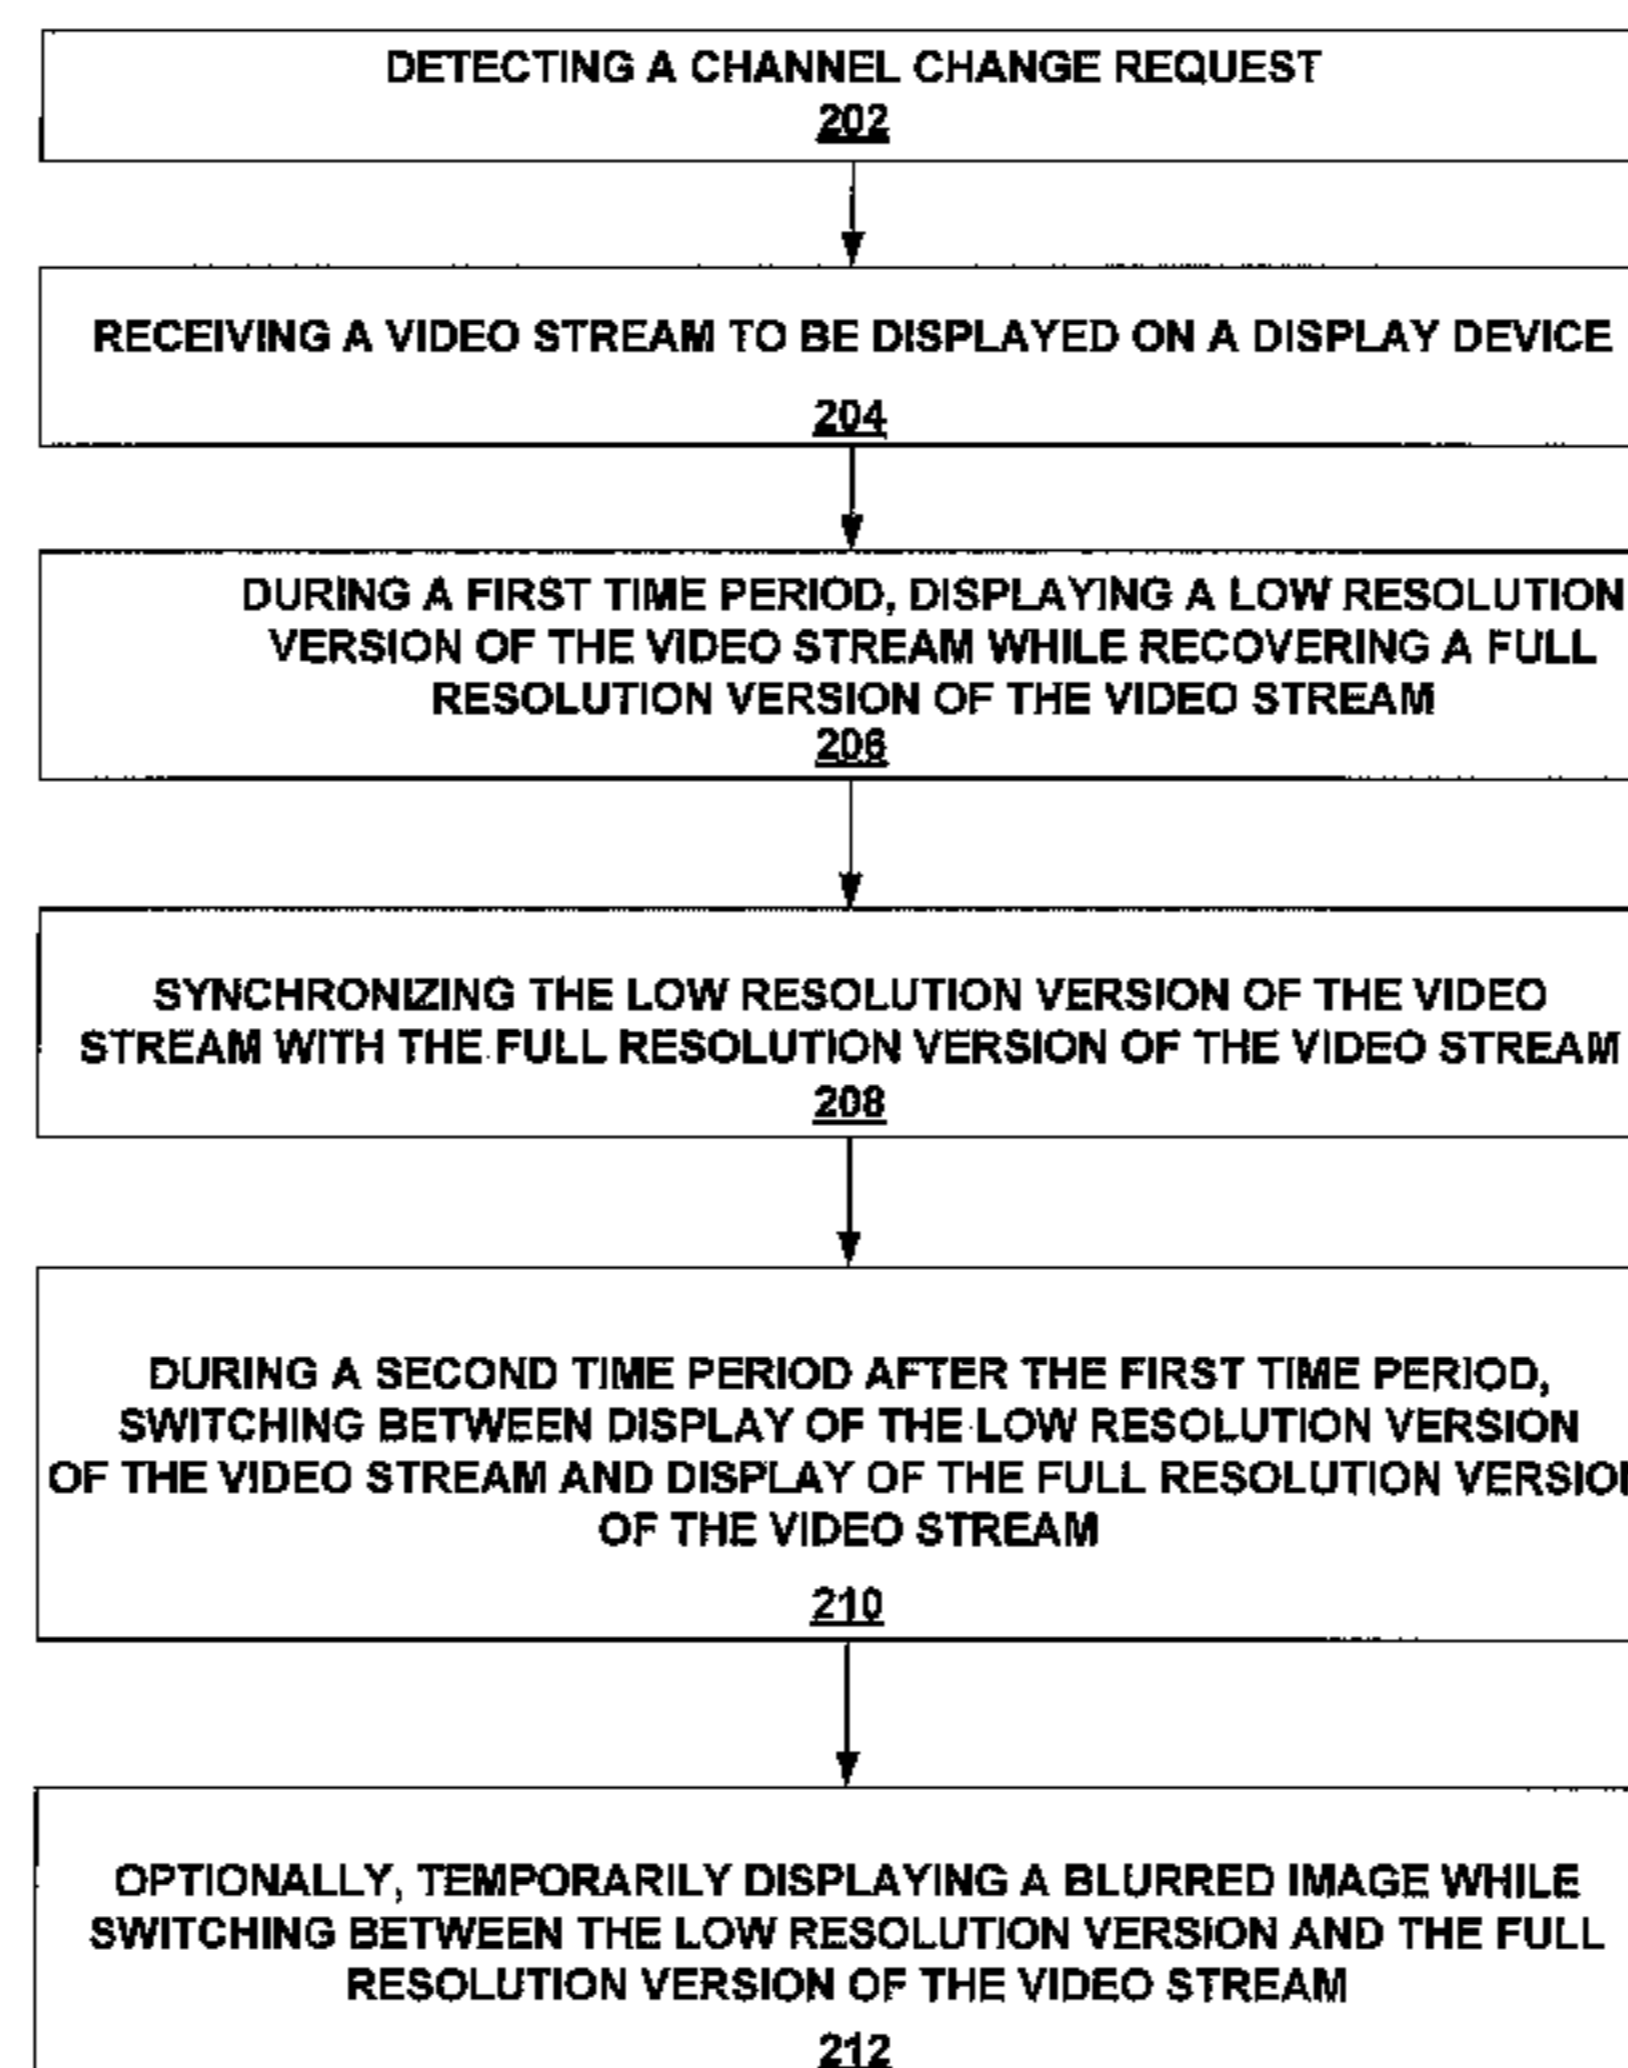 DETECTING A CHANNEL CHANGE REQUEST
202
RECEIVING A VIDEO STREAM TO BE DISPLAYED ON A DISPLAY DEVICE
204
DURING A FIRST TIME PERIOD, DISPLAYING A LOW RESOLUTION
VERSION OF THE VIDEO STREAM WHILE RECOVERING A FULL
RESOLUTION VERSION OF THE VIDEO STREAM
206
SYNCHRONIZING THE LOW RESOLUTION VERSION OF THE VIDEO
STREAM WITH THE FULL RESOLUTION VERSION OF THE VIDEO STREAM
208
DURING A SECOND TIME PERIOD AFTER THE FIRST TIME PERIOD,
SWITCHING BETWEEN DISPLAY OF THE LOW RESOLUTION VERSION
OF THE VIDEO STREAM AND DISPLAY OF THE FULL RESOLUTION VERSION
OF THE VIDEO STREAM
210
OPTIONALLY, TEMPORARILY DISPLAYING A BLURRED IMAGE WHILE
SWITCHING BETWEEN THE LOW RESOLUTION VERSION AND THE FULL
RESOLUTION VERSION OF THE VIDEO STREAM
212